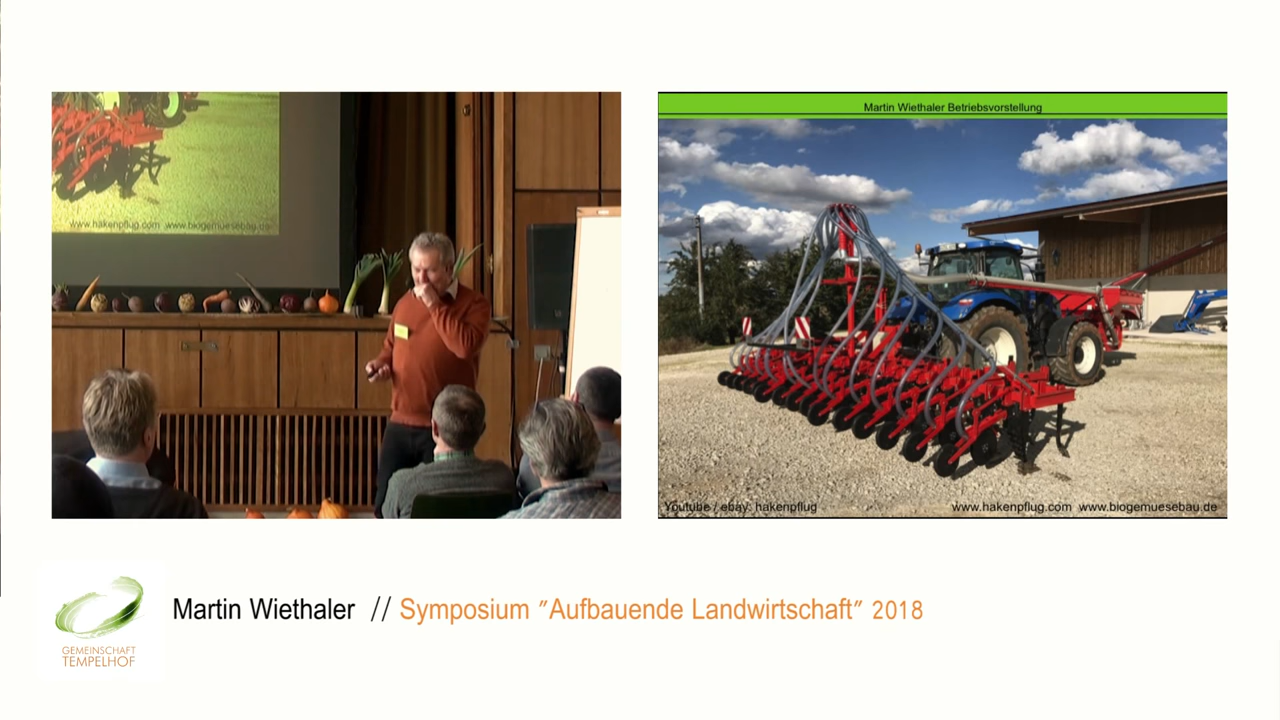 www.hakenpflug.com www.biogemuesebau.de
Martin Wiethaler Betriebsvorstellung
Youtube / ebay: hakenpflug
www.hakenpflug.com www.biogemuesebau.de
GEMEINSCHAFT
TEMPELHOF
Martin Wiethaler // Symposium "Aufbauende Landwirtschaft" 2018